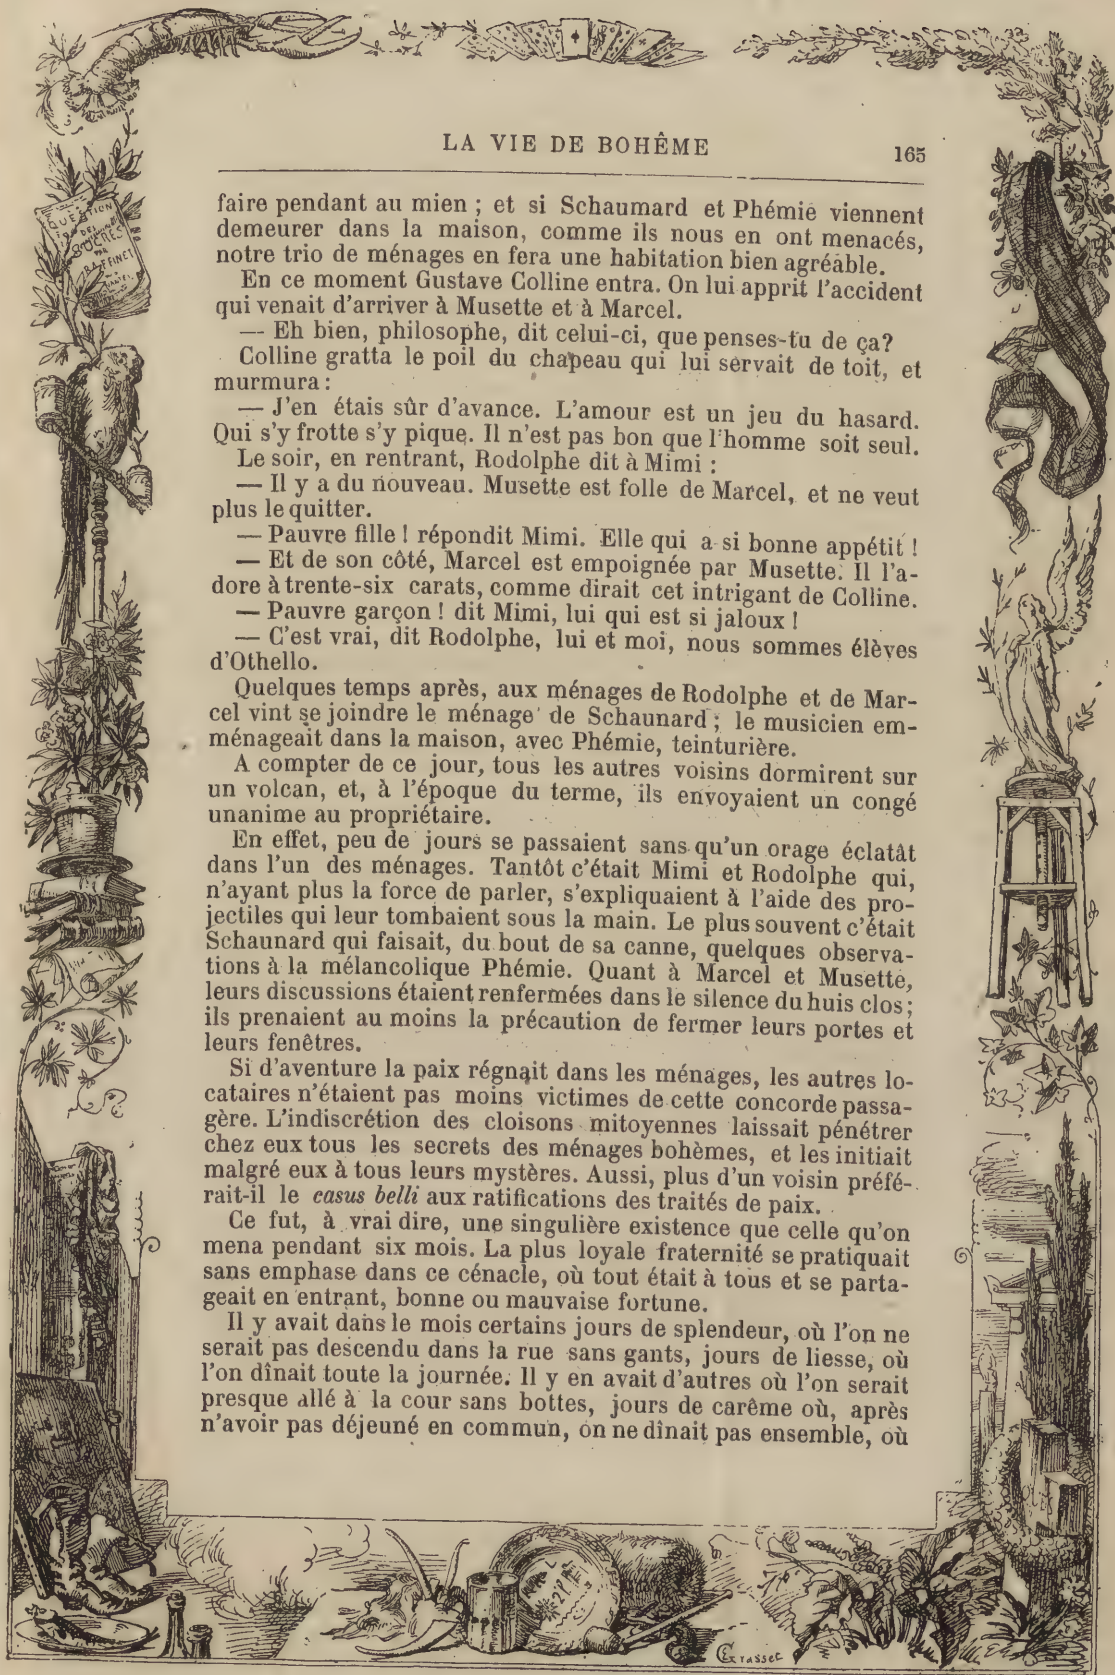 LA VIE DE BOHÊME
165
faire pendant au mien ; et si Schaumard et Phémie viennent
demeurer dans la maison, comme ils nous en ont menacés,
notre trio de ménages en fera une habitation bien agréable.
En ce moment Gustave Colline entra. On lui apprit l'accident
qui venait d'arriver à Musette et à Marcel.
— Eh bien, philosophe, dit celui-ci, que penses-tu de ça?
Colline gratta le poil du chapeau qui lui servait de toit, et
murmura :
— J'en étais sûr d'avance. L'amour est un jeu du hasard.
Qui s'y frotte s'y pique. Il n'est pas bon que l'homme soit seul.
Le soir, en rentrant, Rodolphe dit à Mimi :
— Il y a du nouveau. Musette est folle de Marcel, et ne veut
plus le quitter.
— Pauvre fille ! répondit Mimi. Elle qui a si bonne appétit !
— Et de son côté, Marcel est empoignée par Musette. Il l'a-
dore à trente-six carats, comme dirait cet intrigant de Colline.
— Pauvre garçon ! dit Mimi, lui qui est si jaloux !
— C'est vrai, dit Rodolphe, lui et moi, nous sommes élèves
d'Othello.
Quelques temps après, aux ménages de Rodolphe et de Mar-
cel vint se joindre le ménage de Schaunard ; le musicien em-
ménageait dans la maison, avec Phémie, teinturière.
A compter de ce jour, tous les autres voisins dormirent sur
un volcan, et, à l'époque du terme, ils envoyaient un congé
unanime au propriétaire.
En effet, peu de jours se passaient sans qu'un orage éclatât
dans l'un des ménages. Tantôt c'était Mimi et Rodolphe qui,
n'ayant plus la force de parler, s'expliquaient à l'aide des pro-
jectiles qui leur tombaient sous la main. Le plus souvent c'était
Schaunard qui faisait, du bout de sa canne, quelques observa-
tions à la mélancolique Phémie. Quant à Marcel et Musette,
leurs discussions étaient renfermées dans le silence du huis clos ;
ils prenaient au moins la précaution de fermer leurs portes et
leurs fenêtres.
Si d'aventure la paix régnait dans les ménages, les autres lo-
cataires n'étaient pas moins victimes de cette concorde passa-
gère. L'indiscrétion des cloisons mitoyennes laissait pénétrer
chez eux tous les secrets des ménages bohèmes, et les initiait
malgré eux à tous leurs mystères. Aussi, plus d'un voisin préfé-
rait-il le casus belli aux ratifications des traités de paix.
Ce fut, à vrai dire, une singulière existence que celle qu'on
mena pendant six mois. La plus loyale fraternité se pratiquait
sans emphase dans ce cénacle, où tout était à tous et se parta-
geait en entrant, bonne ou mauvaise fortune.
Il y avait dans le mois certains jours de splendeur, où l'on ne
serait pas descendu dans la rue sans gants, jours de liesse, où
l'on dînait toute la journée. Il y en avait d'autres où l'on serait
presque allé à la cour sans bottes, jours de carême où, après
n'avoir pas déjeuné en commun, on ne dînait pas ensemble, où
QUESTION
DES
SUCRES
PAR
Grasset